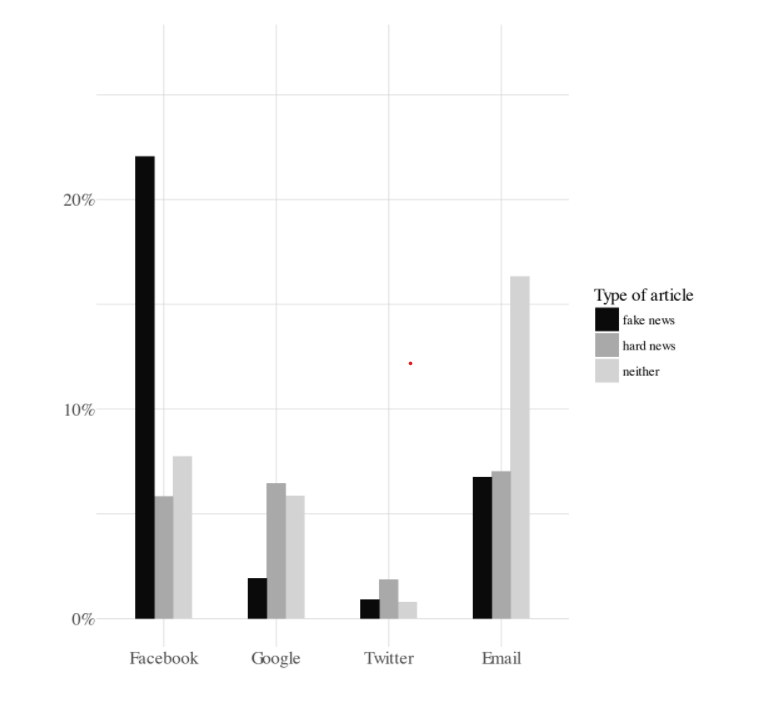 20%
10%
0%
Facebook Google Twitter Email
Type of article
fake news
hard news
neither